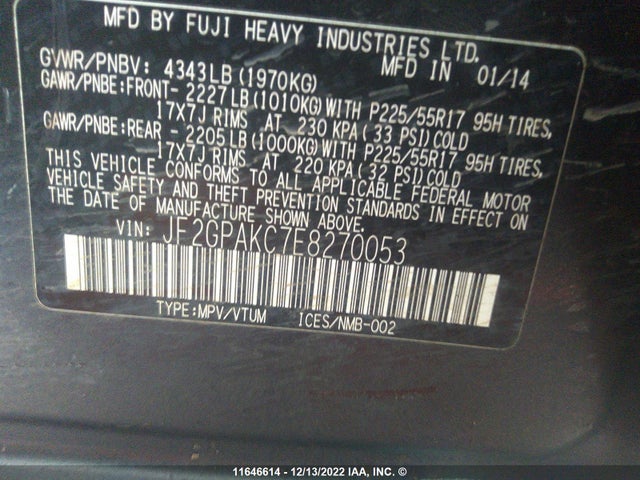 MFD BY FUJI HEAVY INDUSTRIES LTD.
GVWR/PNBV: 4343LB(1970KG) MFD IN 01/14
GAWR/PNBE:FRONT- 2227LB(1010KG)WITH P225/55R17 95H TIRES,
17X7J RIMS AT 230 KPA(33 PSI)COLD
GAWR/PNBE:REAR - 2205LB(1000KG)WITH P225/55R17 95H TIRES,
17X7J RIMS AT 220 KPA(32 PSI)COLD
THIS VEHICLE CONFORMS TO ALL APPLICABLE FEDERAL MOTOR
VEHICLE SAFETY AND THEFT PREVENTION STANDARDS IN EFFECT ON
THE DATE OF MANUFACTURE SHOWN ABOVE.
VIN: JF2GPAKC7E8270053
TYPE:MPV/VTUM ICES/NMB-002
11646614 - 12/13/2022 IAA, INC. ©